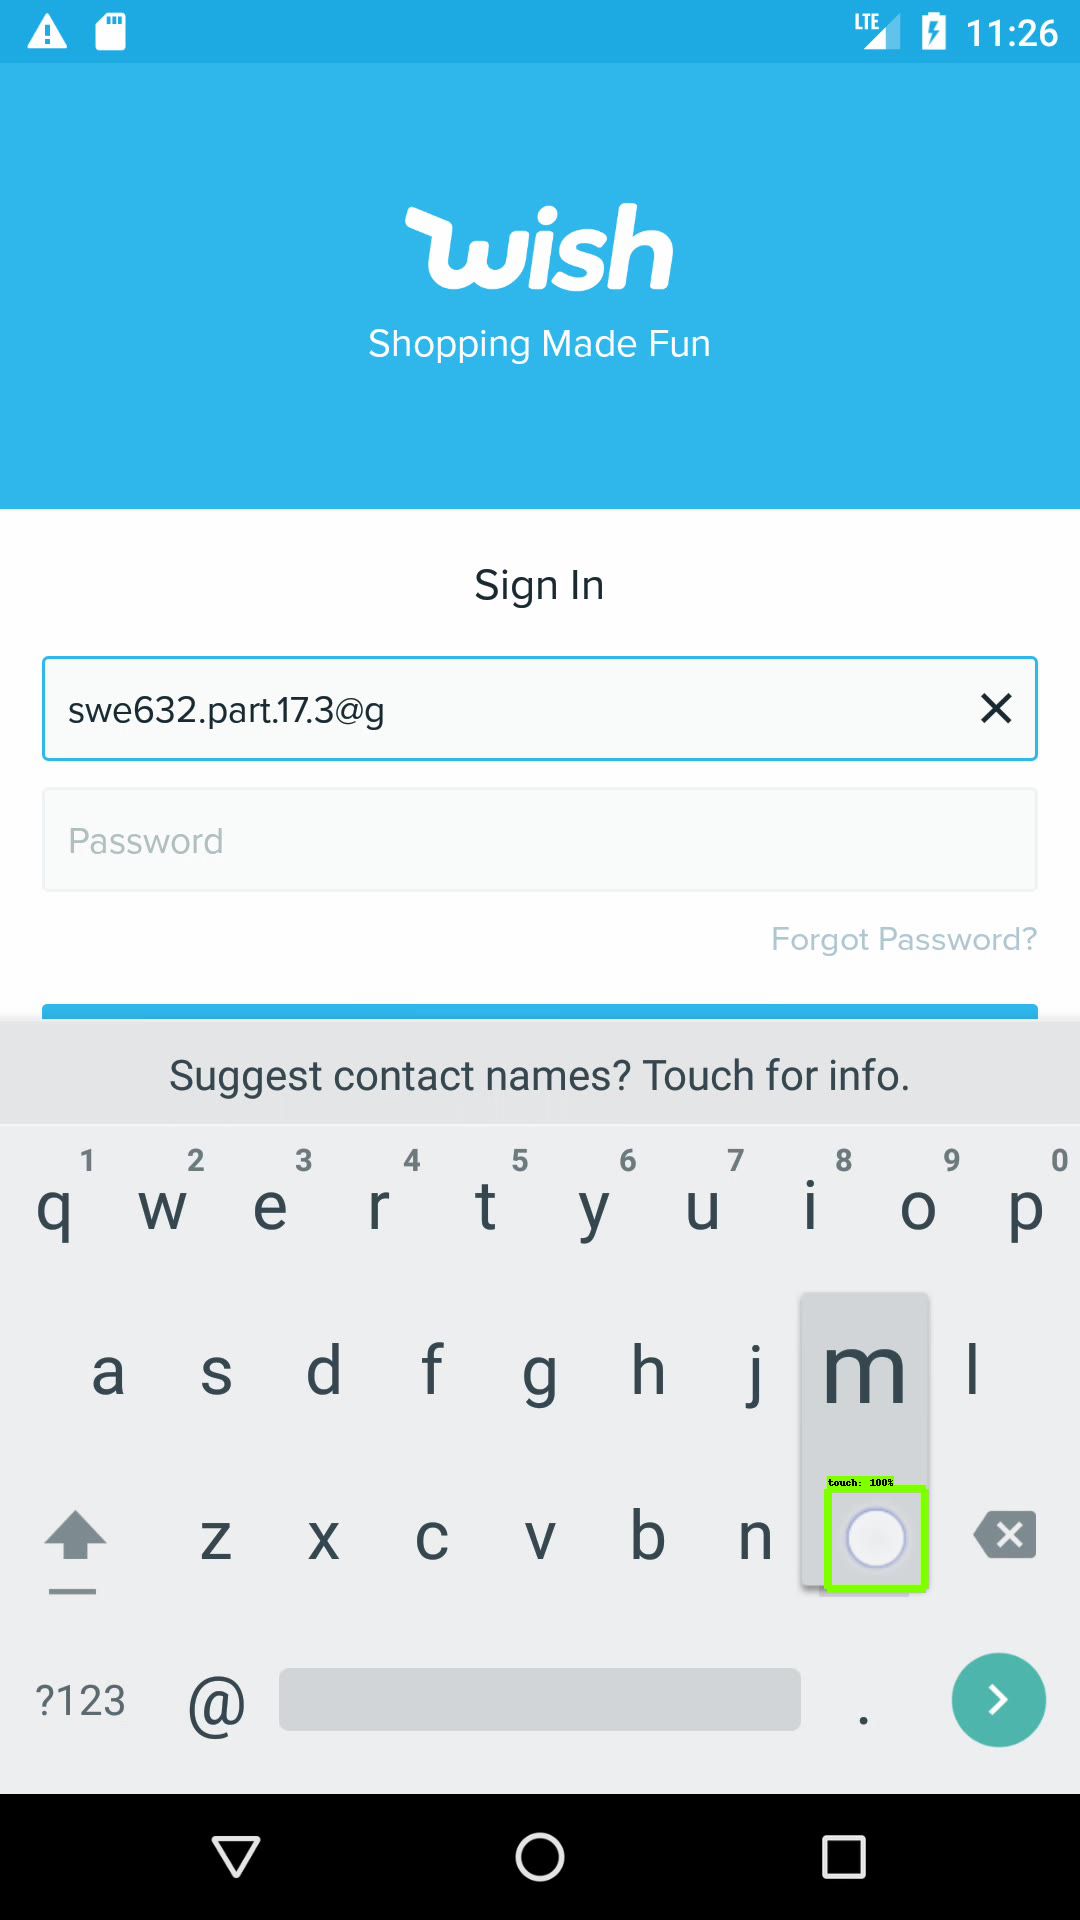 LTE 11:26
wish
Shopping Made Fun
Sign In
swe632.part.17.3@g
Password
Forgot Password?
Suggest contact names? Touch for info.
1 2 3 4 5 6 7 8 9 0
q w e r t y u i o p
a s d f g h j m l
touch: 100%
z x c v b n
?123 @ .